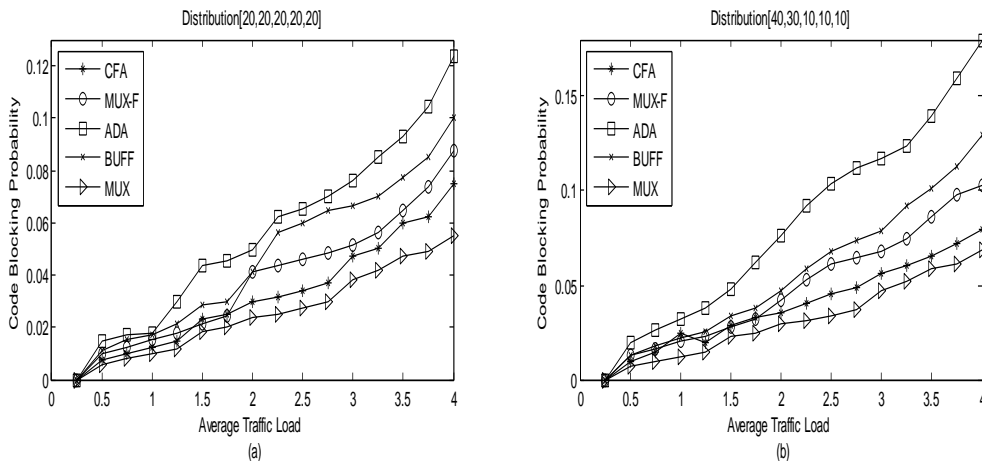 Distribution[20,20,20,20,20]
Code Blocking Probability
0.12
0.1
0.08
0.06
0.04
0.02
0
CFA
MUX-F
ADA
BUFF
MUX
0 0.5 1 1.5 2 2.5 3 3.5 4
Average Traffic Load
(a)
Distribution[40,30,10,10,10]
Code Blocking Probability
0.15
0.1
0.05
0
CFA
MUX-F
ADA
BUFF
MUX
0 0.5 1 1.5 2 2.5 3 3.5 4
Average Traffic Load
(b)